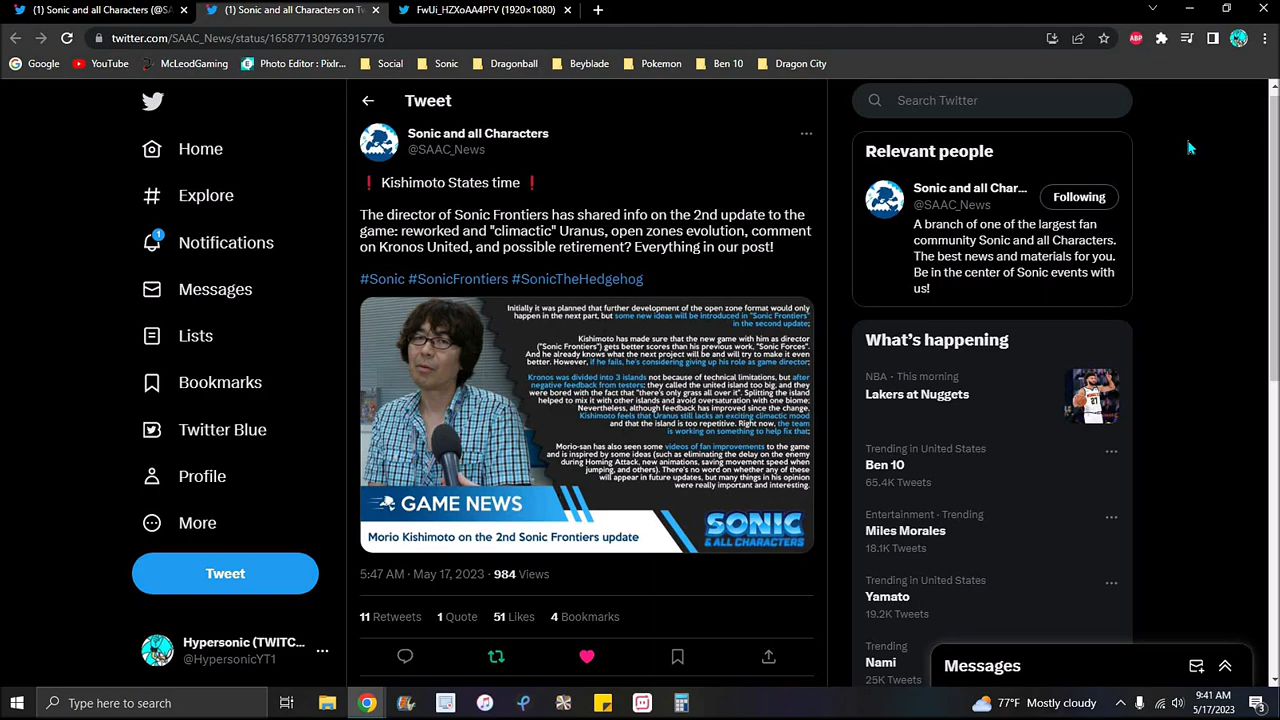 (1) Sonic and all Characters (@SA
(1) Sonic and all Characters on Tw
FwUi_HZXoAA4PFV (1920×1080)
twitter.com/SAAC_News/status/1658771309763915776
ABP
Google
YouTube
McLeodGaming
Photo Editor : Pixlr...
Social
Sonic
Dragonball
Beyblade
Pokemon
Ben 10
Dragon City
Home
Explore
1
Notifications
Messages
Lists
Bookmarks
Twitter Blue
Profile
More
Tweet
Hypersonic (TWITC...
@HypersonicYT1
Tweet
Sonic and all Characters
@SAAC_News
❗ Kishimoto States time ❗
The director of Sonic Frontiers has shared info on the 2nd update to the
game: reworked and "climactic" Uranus, open zones evolution, comment
on Kronos United, and possible retirement? Everything in our post!
#Sonic #SonicFrontiers #SonicTheHedgehog
Initially it was planned that further development of the open zone format would only
happen in the next part, but some new ideas will be introduced in "Sonic Frontiers"
in the second update;
Kishimoto has made sure that the new game with him as director
("Sonic Frontiers") gets better scores than his previous work, "Sonic Forces".
And he already knows what the next project will be and will try to make it even
better. However, if he fails, he's considering giving up his role as game director;
Kronos was divided into 3 islands not because of technical limitations, but after
negative feedback from testers: they called the united island too big, and they
were bored with the fact that "there's only grass all over it". Splitting the island
helped to mix it with other islands and avoid oversaturation with one biome;
Nevertheless, although feedback has improved since the change,
Kishimoto feels that Uranus still lacks an exciting climactic mood
and that the island is too repetitive. Right now, the team
is working on something to help fix that;
Morio-san has also seen some videos of fan improvements to the game
and is inspired by some ideas (such as eliminating the delay on the enemy
during Homing Attack, new animations, saving movement speed when
jumping, and others). There's no word on whether any of these
will appear in future updates, but many things in his opinion
were really important and interesting.
GAME NEWS
Morio Kishimoto on the 2nd Sonic Frontiers update
SONIC
& ALL CHARACTERS
5:47 AM · May 17, 2023 · 984 Views
11 Retweets 1 Quote 51 Likes 4 Bookmarks
Search Twitter
Relevant people
Sonic and all Char...
@SAAC_News
Following
A branch of one of the largest fan
community Sonic and all Characters.
The best news and materials for you.
Be in the center of Sonic events with
us!
What's happening
NBA · This morning
Lakers at Nuggets
Trending in United States
Ben 10
65.4K Tweets
Entertainment · Trending
Miles Morales
18.1K Tweets
Trending in United States
Yamato
19.2K Tweets
Trending
Nami
25K Tweets
Messages
Type here to search
77°F Mostly cloudy
9:41 AM
5/17/2023
3